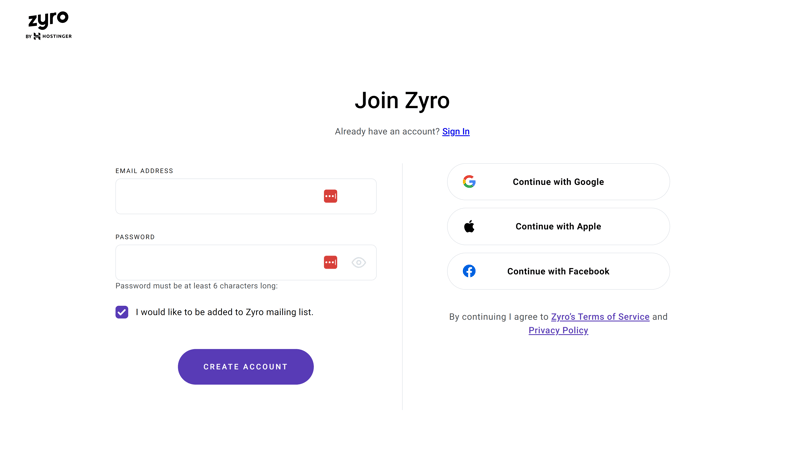 zyro
BY HOSTINGER
Join Zyro
Already have an account? Sign In
EMAIL ADDRESS
PASSWORD
Password must be at least 6 characters long:
I would like to be added to Zyro mailing list.
CREATE ACCOUNT
Continue with Google
Continue with Apple
Continue with Facebook
By continuing I agree to Zyro's Terms of Service and
Privacy Policy